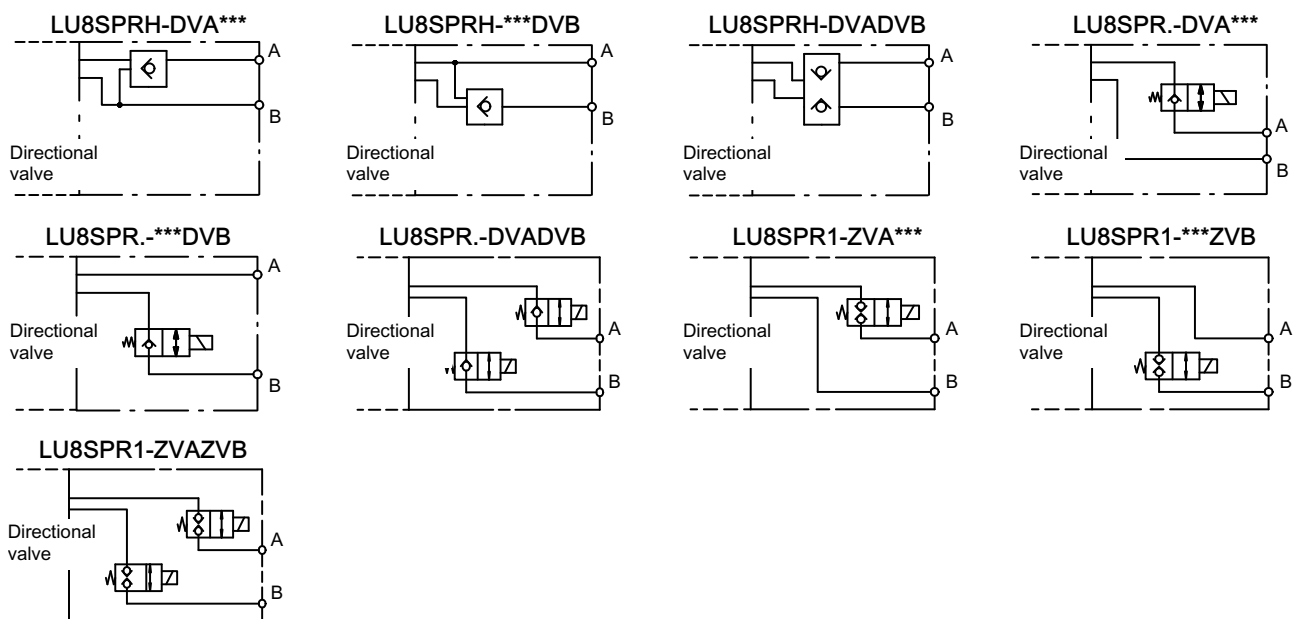 LU8SPRH-DVA***
A
B
Directional
valve
LU8SPRH-***DVB
A
B
Directional
valve
LU8SPRH-DVADVB
A
B
Directional
valve
LU8SPR.-DVA***
A
B
Directional
valve
LU8SPR.-***DVB
A
B
Directional
valve
LU8SPR.-DVADVB
A
B
Directional
valve
LU8SPR1-ZVA***
A
B
Directional
valve
LU8SPR1-***ZVB
A
B
Directional
valve
LU8SPR1-ZVAZVB
A
B
Directional
valve